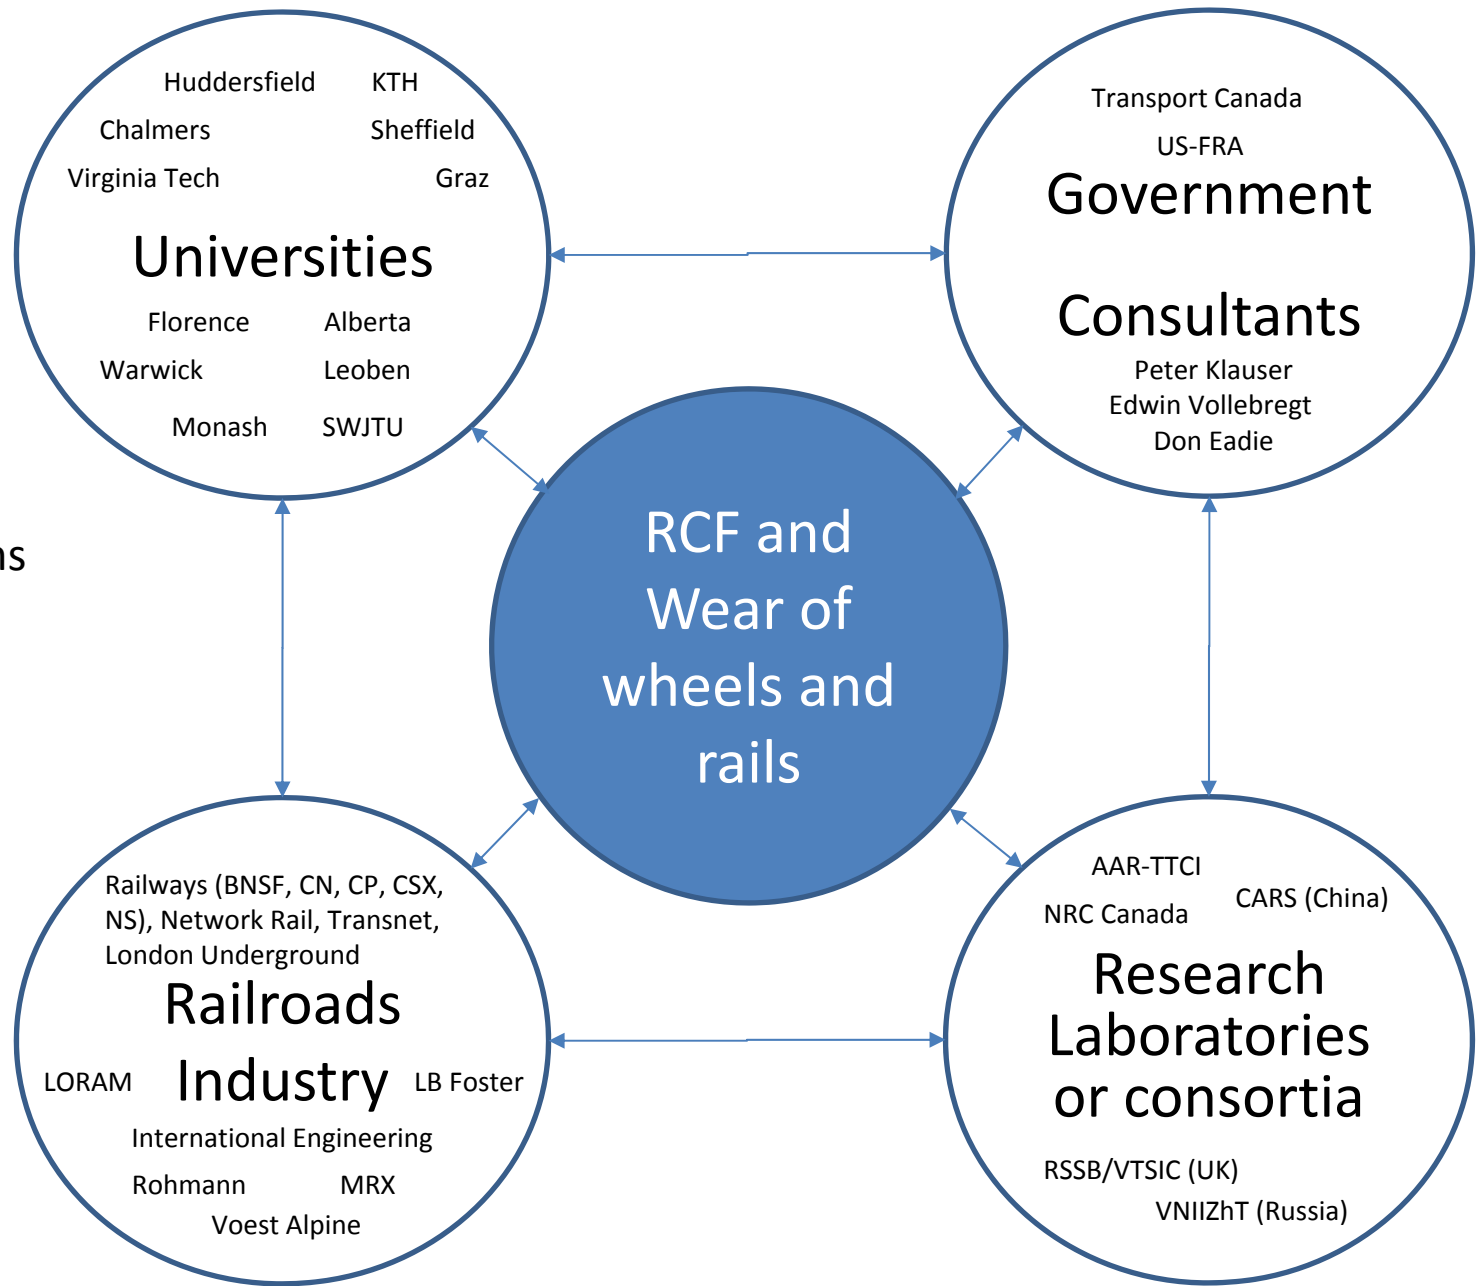 Huddersfield KTH
Chalmers Sheffield
Virginia Tech Graz
Universities
Florence Alberta
Warwick Leoben
Monash SWJTU
Transport Canada
US-FRA
Government
Consultants
Peter Klauser
Edwin Vollebregt
Don Eadie
ns
RCF and
Wear of
wheels and
rails
Railways (BNSF, CN, CP, CSX,
NS), Network Rail, Transnet,
London Underground
Railroads
LORAM Industry LB Foster
International Engineering
Rohmann MRX
Voest Alpine
AAR-TTCI
CARS (China)
NRC Canada
Research
Laboratories
or consortia
RSSB/VTSIC (UK)
VNIIZhT (Russia)